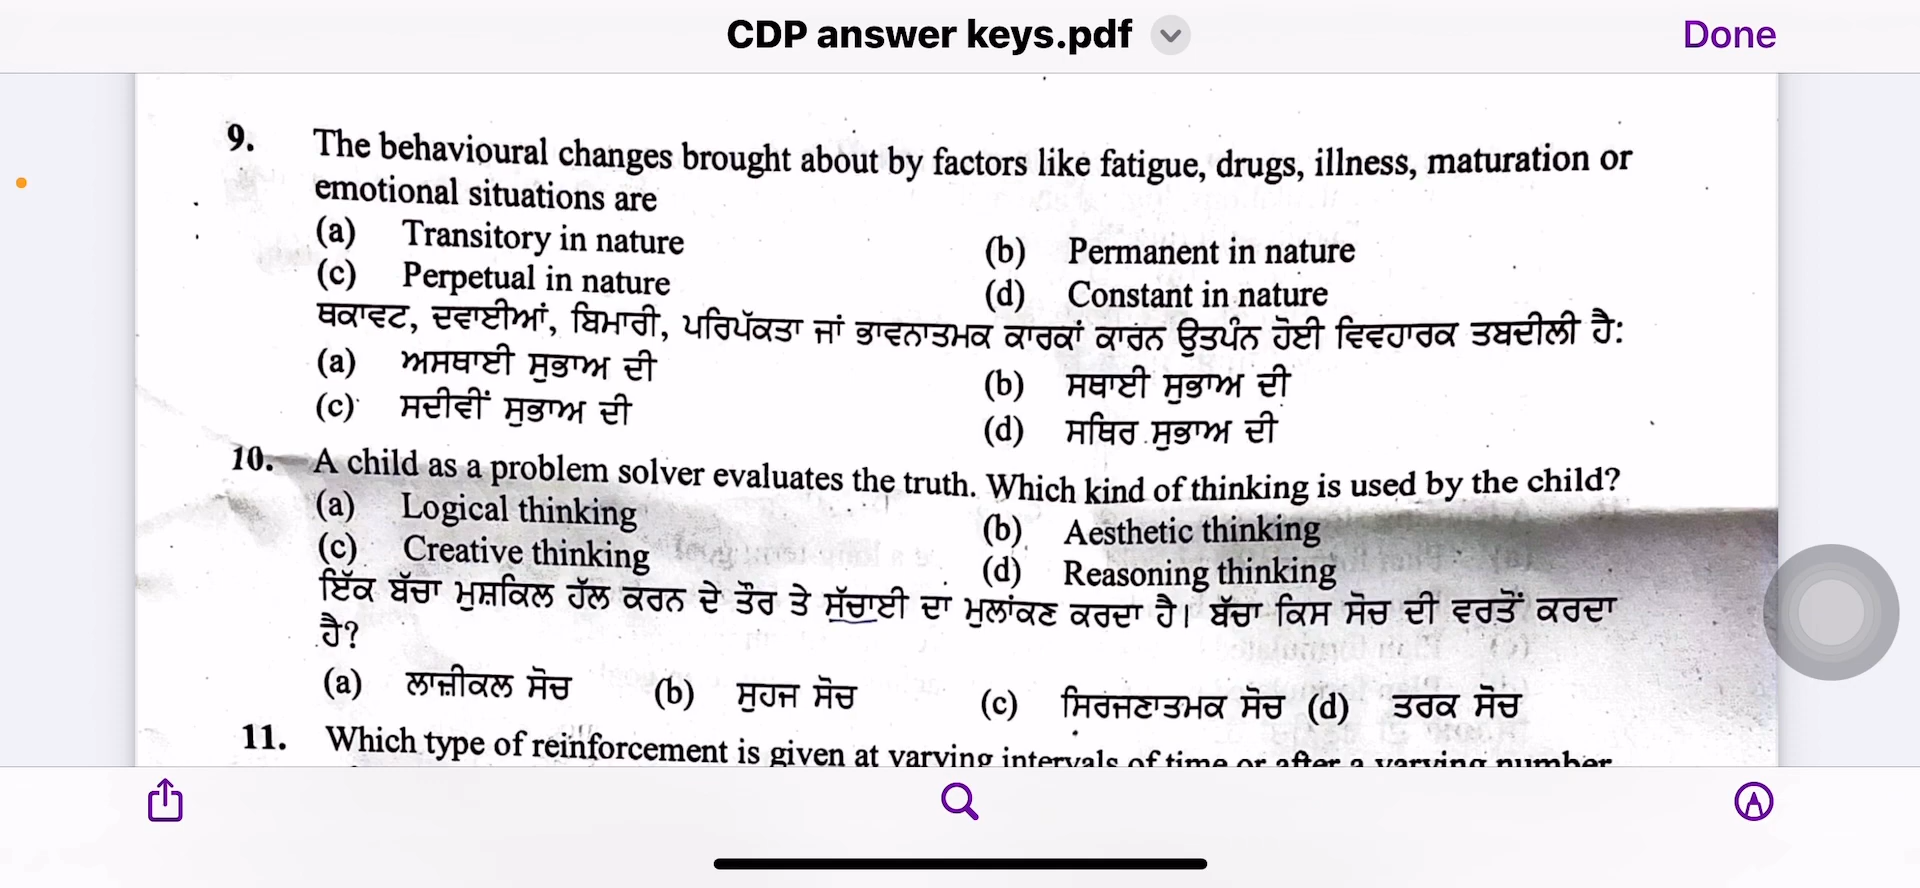 CDP answer keys.pdf
Done
9. The behavioural changes brought about by factors like fatigue, drugs, illness, maturation or
emotional situations are
(a) Transitory in nature (b) Permanent in nature
(c) Perpetual in nature (d) Constant in nature
ਥਕਾਵਟ, ਦਵਾਈਆਂ, ਬਿਮਾਰੀ, ਪਰਿਪੱਕਤਾ ਜਾਂ ਭਾਵਨਾਤਮਕ ਕਾਰਕਾਂ ਕਾਰਨ ਉਤਪੰਨ ਹੋਈ ਵਿਵਹਾਰਕ ਤਬਦੀਲੀ ਹੈ:
(a) ਅਸਥਾਈ ਸੁਭਾਅ ਦੀ (b) ਸਥਾਈ ਸੁਭਾਅ ਦੀ
(c) ਸਦੀਵੀਂ ਸੁਭਾਅ ਦੀ (d) ਸਥਿਰ ਸੁਭਾਅ ਦੀ
10. A child as a problem solver evaluates the truth. Which kind of thinking is used by the child?
(a) Logical thinking (b) Aesthetic thinking
(c) Creative thinking (d) Reasoning thinking
ਇੱਕ ਬੱਚਾ ਮੁਸ਼ਕਿਲ ਹੱਲ ਕਰਨ ਦੇ ਤੌਰ ਤੇ ਸੱਚਾਈ ਦਾ ਮੁਲਾਂਕਣ ਕਰਦਾ ਹੈ। ਬੱਚਾ ਕਿਸ ਸੋਚ ਦੀ ਵਰਤੋਂ ਕਰਦਾ
ਹੈ?
(a) ਲਾਜ਼ੀਕਲ ਸੋਚ (b) ਸੁਹਜ ਸੋਚ (c) ਸਿਰਜਣਾਤਮਕ ਸੋਚ (d) ਤਰਕ ਸੋਚ
11. Which type of reinforcement is given at varying intervals of time or after a varying number